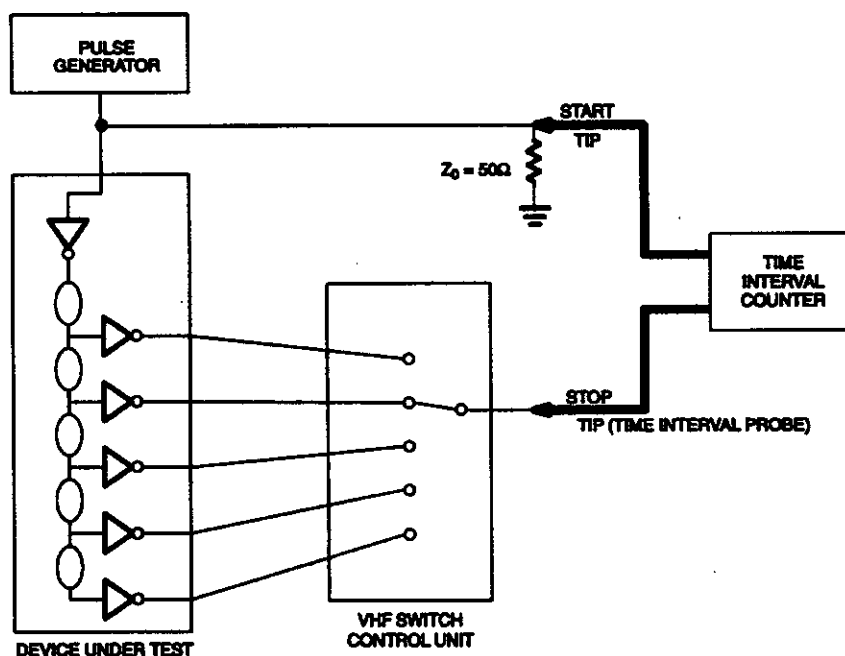 PULSE
GENERATOR
START
TIP
Z₀ = 50Ω
TIME
INTERVAL
COUNTER
STOP
TIP (TIME INTERVAL PROBE)
VHF SWITCH
CONTROL UNIT
DEVICE UNDER TEST